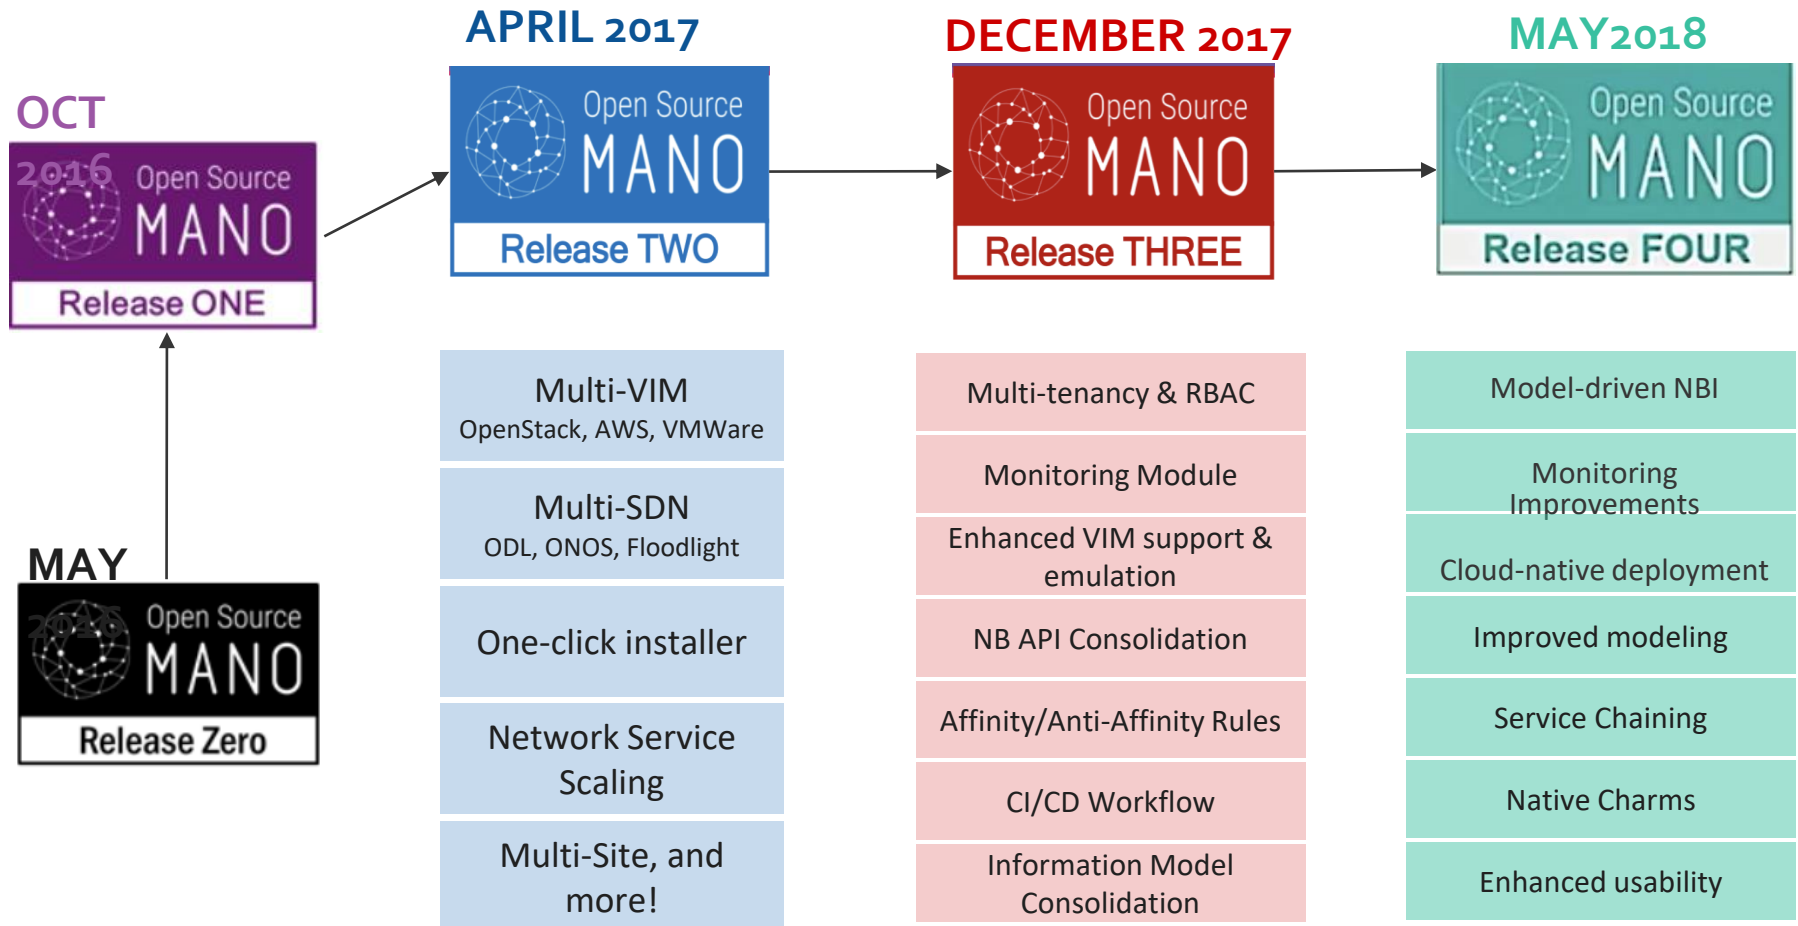 OCT
2016
Open Source
MANO
Release ONE
MAY
2016
Open Source
MANO
Release Zero
APRIL 2017
Open Source
MANO
Release TWO
Multi-VIM
OpenStack, AWS, VMWare
Multi-SDN
ODL, ONOS, Floodlight
One-click installer
Network Service
Scaling
Multi-Site, and
more!
DECEMBER 2017
Open Source
MANO
Release THREE
Multi-tenancy & RBAC
Monitoring Module
Enhanced VIM support &
emulation
NB API Consolidation
Affinity/Anti-Affinity Rules
CI/CD Workflow
Information Model
Consolidation
MAY2018
Open Source
MANO
Release FOUR
Model-driven NBI
Monitoring
Improvements
Cloud-native deployment
Improved modeling
Service Chaining
Native Charms
Enhanced usability